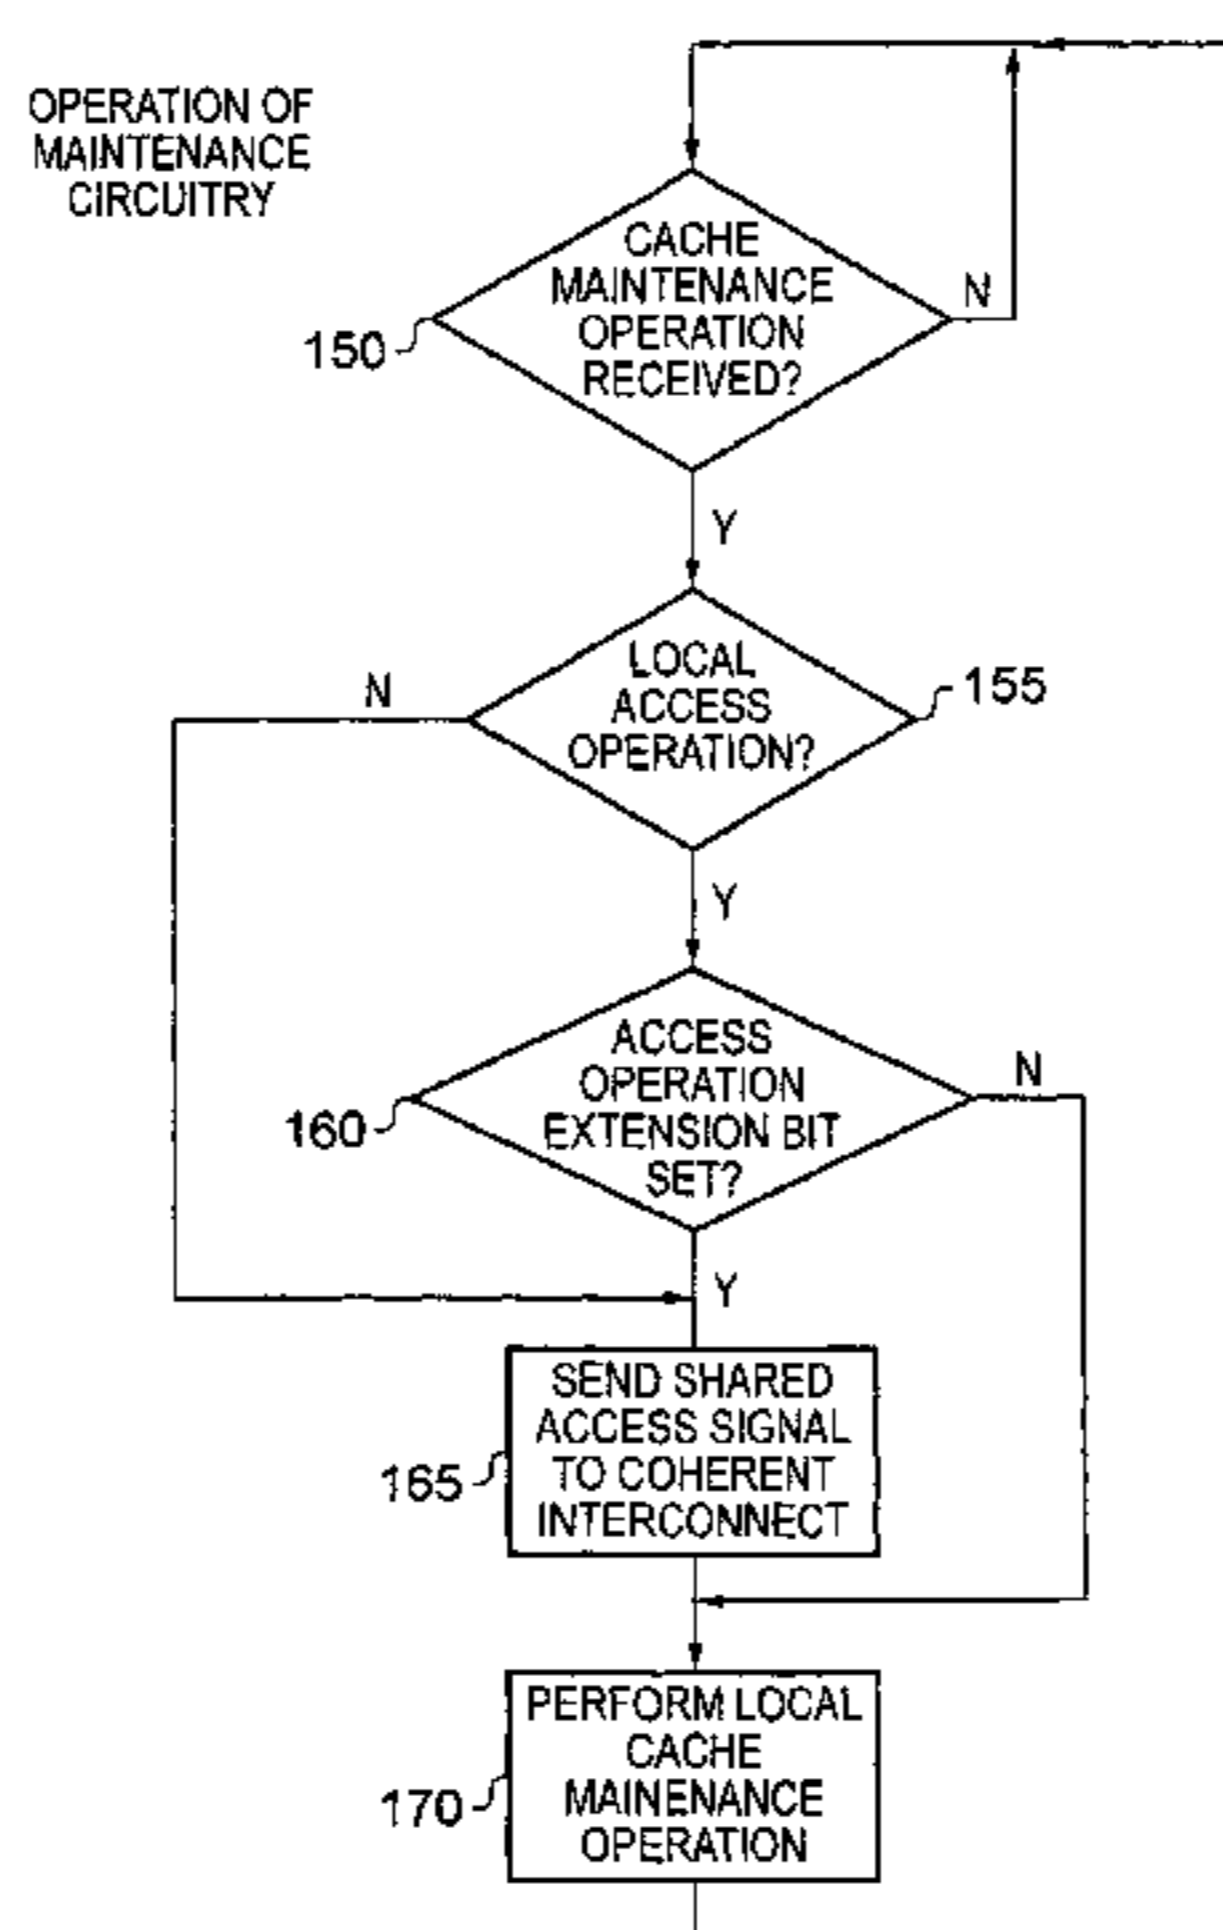 OPERATION OF
MAINTENANCE
CIRCUITRY
CACHE
MAINTENANCE
OPERATION
RECEIVED?
N
150
Y
LOCAL
ACCESS
OPERATION?
N
155
Y
ACCESS
OPERATION
EXTENSION BIT
SET?
N
160
Y
SEND SHARED
ACCESS SIGNAL
TO COHERENT
INTERCONNECT
165
PERFORM LOCAL
CACHE
MAINENANCE
OPERATION
170